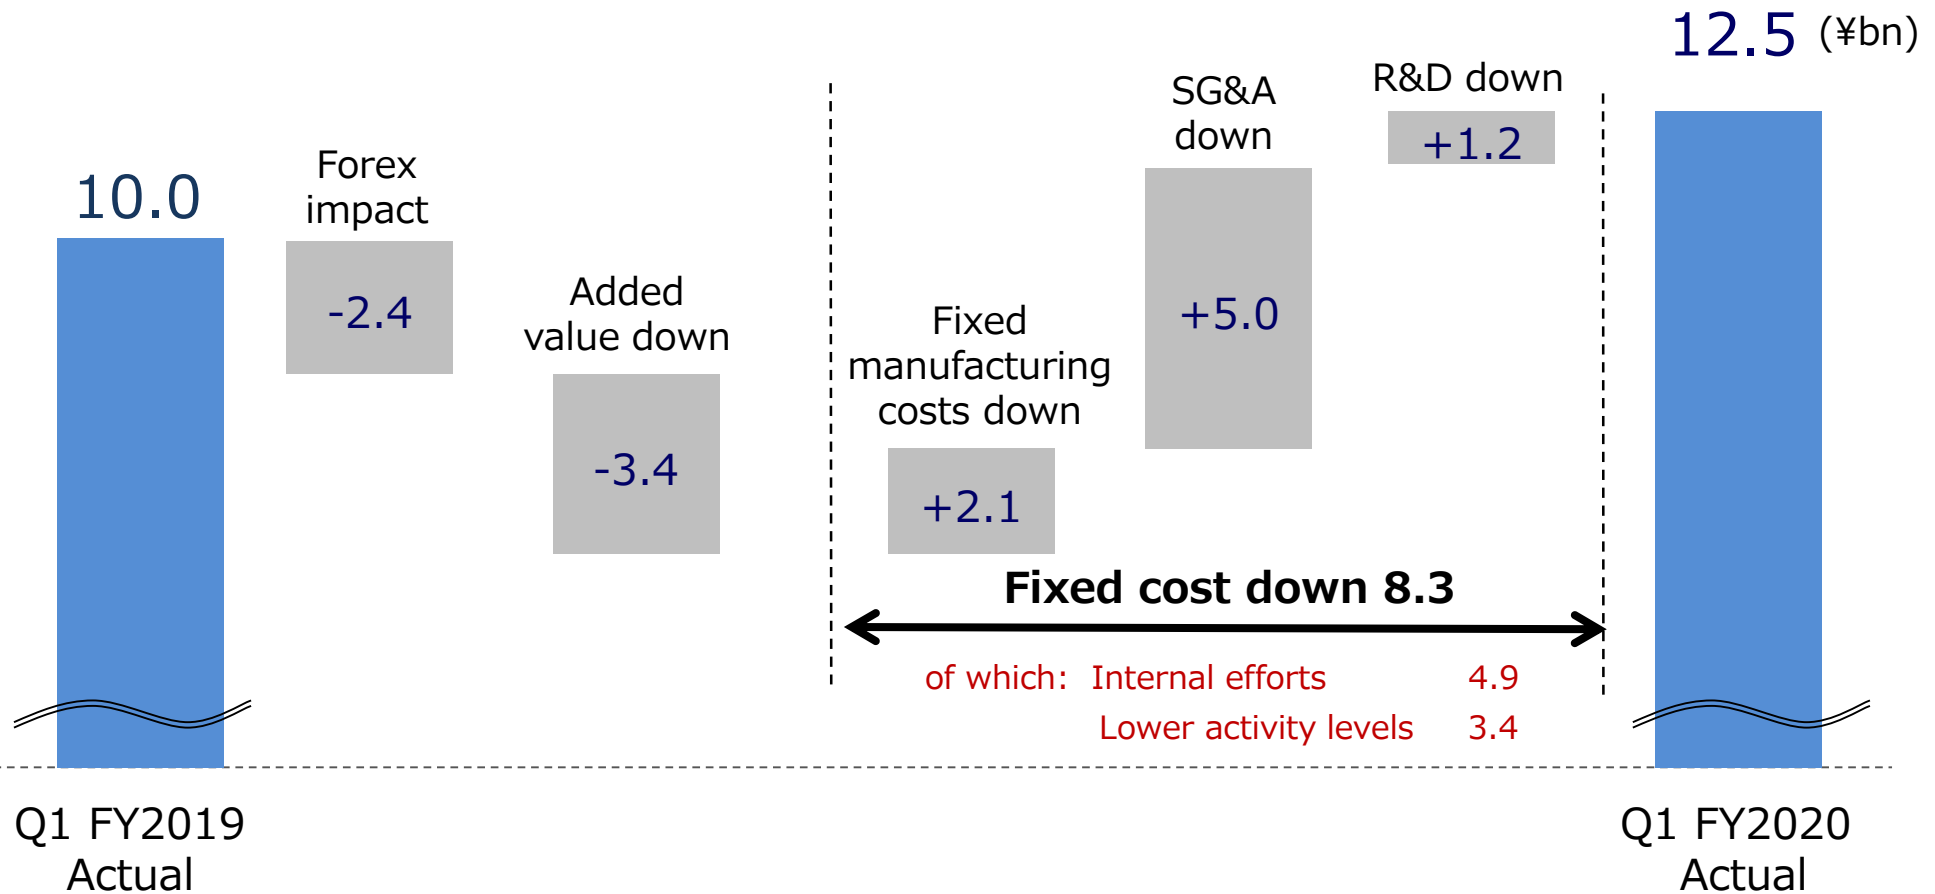 12.5 (¥bn)
10.0
Forex
impact
-2.4
Added
value down
-3.4
Fixed
manufacturing
costs down
+2.1
SG&A
down
+5.0
R&D down
+1.2
Fixed cost down 8.3
of which: Internal efforts 4.9
Lower activity levels 3.4
Q1 FY2019
Actual
Q1 FY2020
Actual